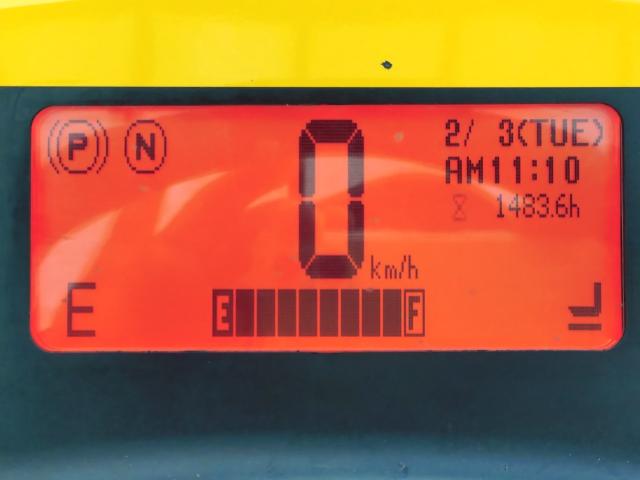 P N
0 km/h
2/ 3(TUE)
AM11:10
1483.6h
E
E F